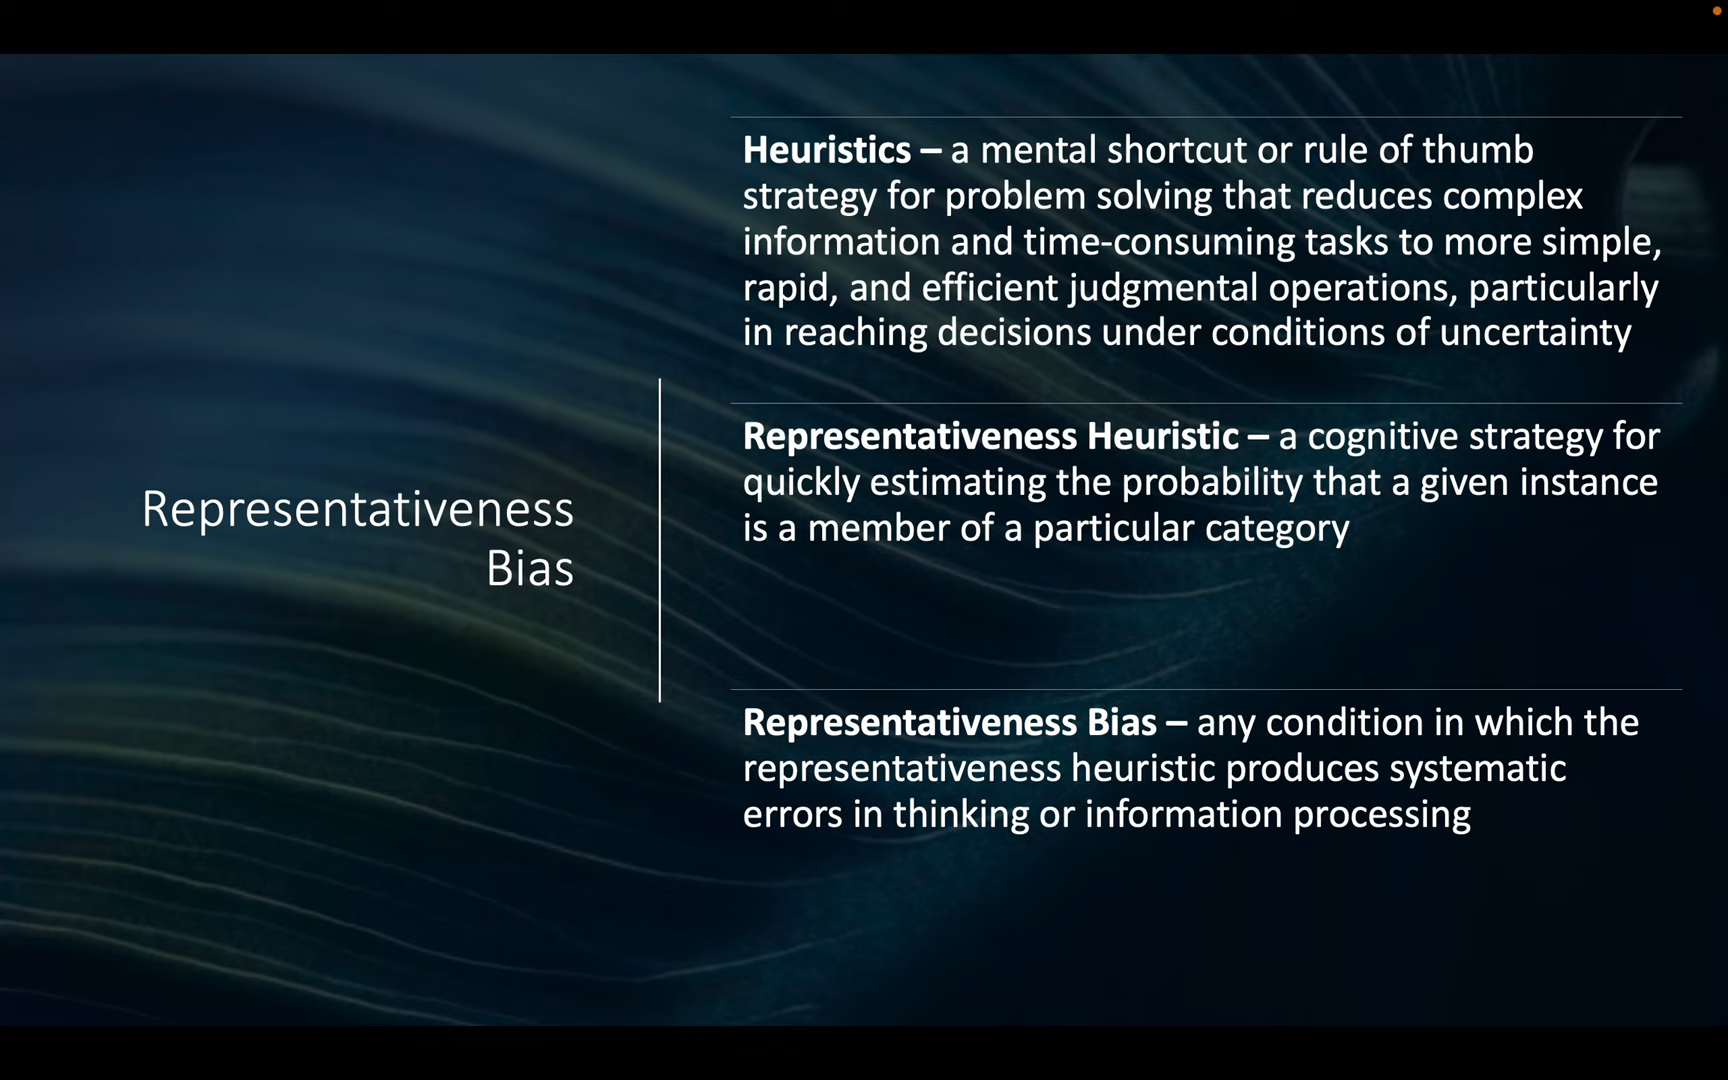 Representativeness
Bias
Heuristics – a mental shortcut or rule of thumb
strategy for problem solving that reduces complex
information and time-consuming tasks to more simple,
rapid, and efficient judgmental operations, particularly
in reaching decisions under conditions of uncertainty
Representativeness Heuristic – a cognitive strategy for
quickly estimating the probability that a given instance
is a member of a particular category
Representativeness Bias – any condition in which the
representativeness heuristic produces systematic
errors in thinking or information processing